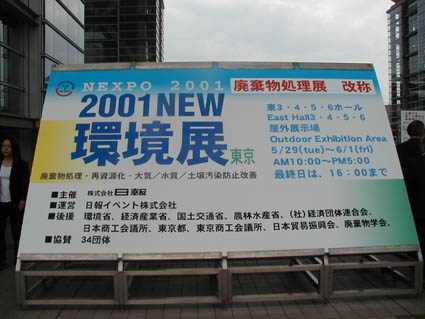 NEXPO 2001
廃棄物処理展 改称
2001NEW
環境展 東京
廃棄物処理・再資源化・大気/水質/土壌汚染防止改善
東3・4・5・6ホール
East Hall3・4・5・6
屋外展示場
Outdoor Exhibition Area
5/29(tue)～6/1(fri)
AM10:00～PM5:00
最終日は、16:00まで
■主催 株式会社日報
■運営 日報イベント株式会社
■後援 環境省、経済産業省、国土交通省、農林水産省、(社)経済団体連合会、
日本商工会議所、東京都、東京商工会議所、日本貿易振興会、廃棄物学会、
■協賛 34団体